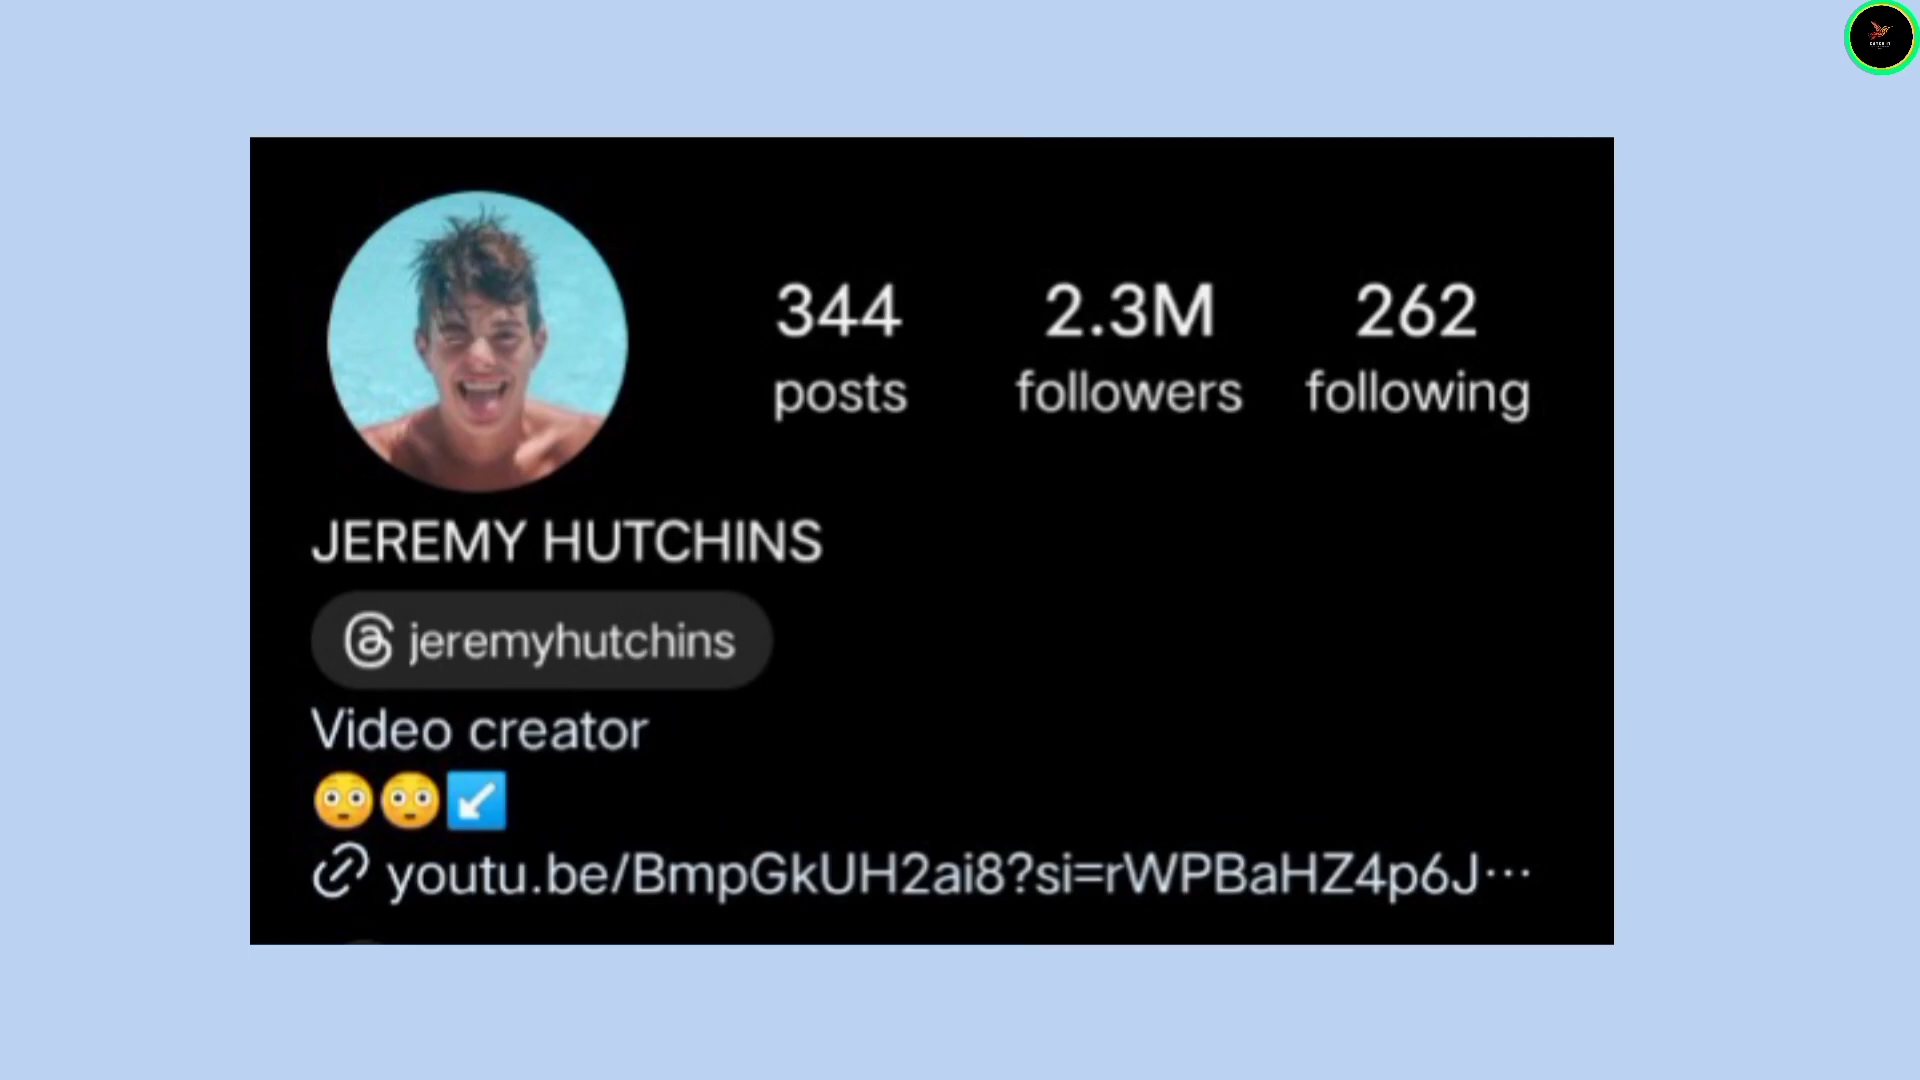 344 2.3M 262
posts followers following
JEREMY HUTCHINS
jeremyhutchins
Video creator
😳😳↙️
youtu.be/BmpGkUH2ai8?si=rWPBaHZ4p6J...